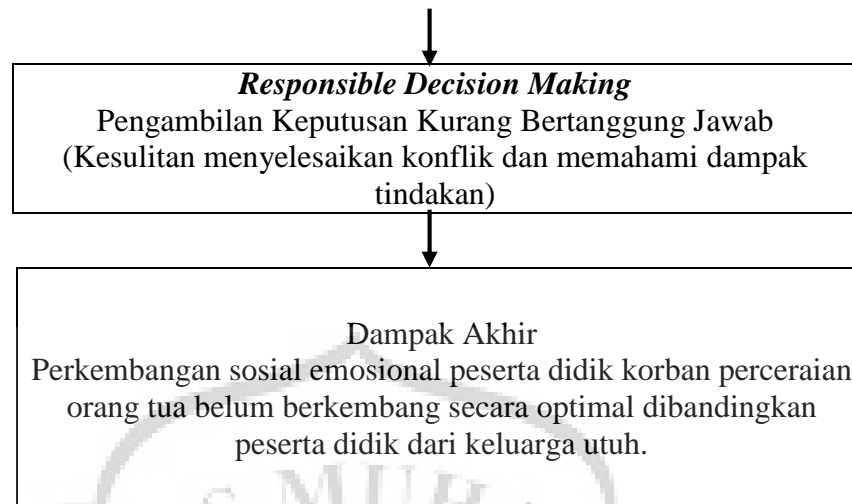 Responsible Decision Making
Pengambilan Keputusan Kurang Bertanggung Jawab
(Kesulitan menyelesaikan konflik dan memahami dampak
tindakan)
Dampak Akhir
Perkembangan sosial emosional peserta didik korban perceraian
orang tua belum berkembang secara optimal dibandingkan
peserta didik dari keluarga utuh.
S MUH